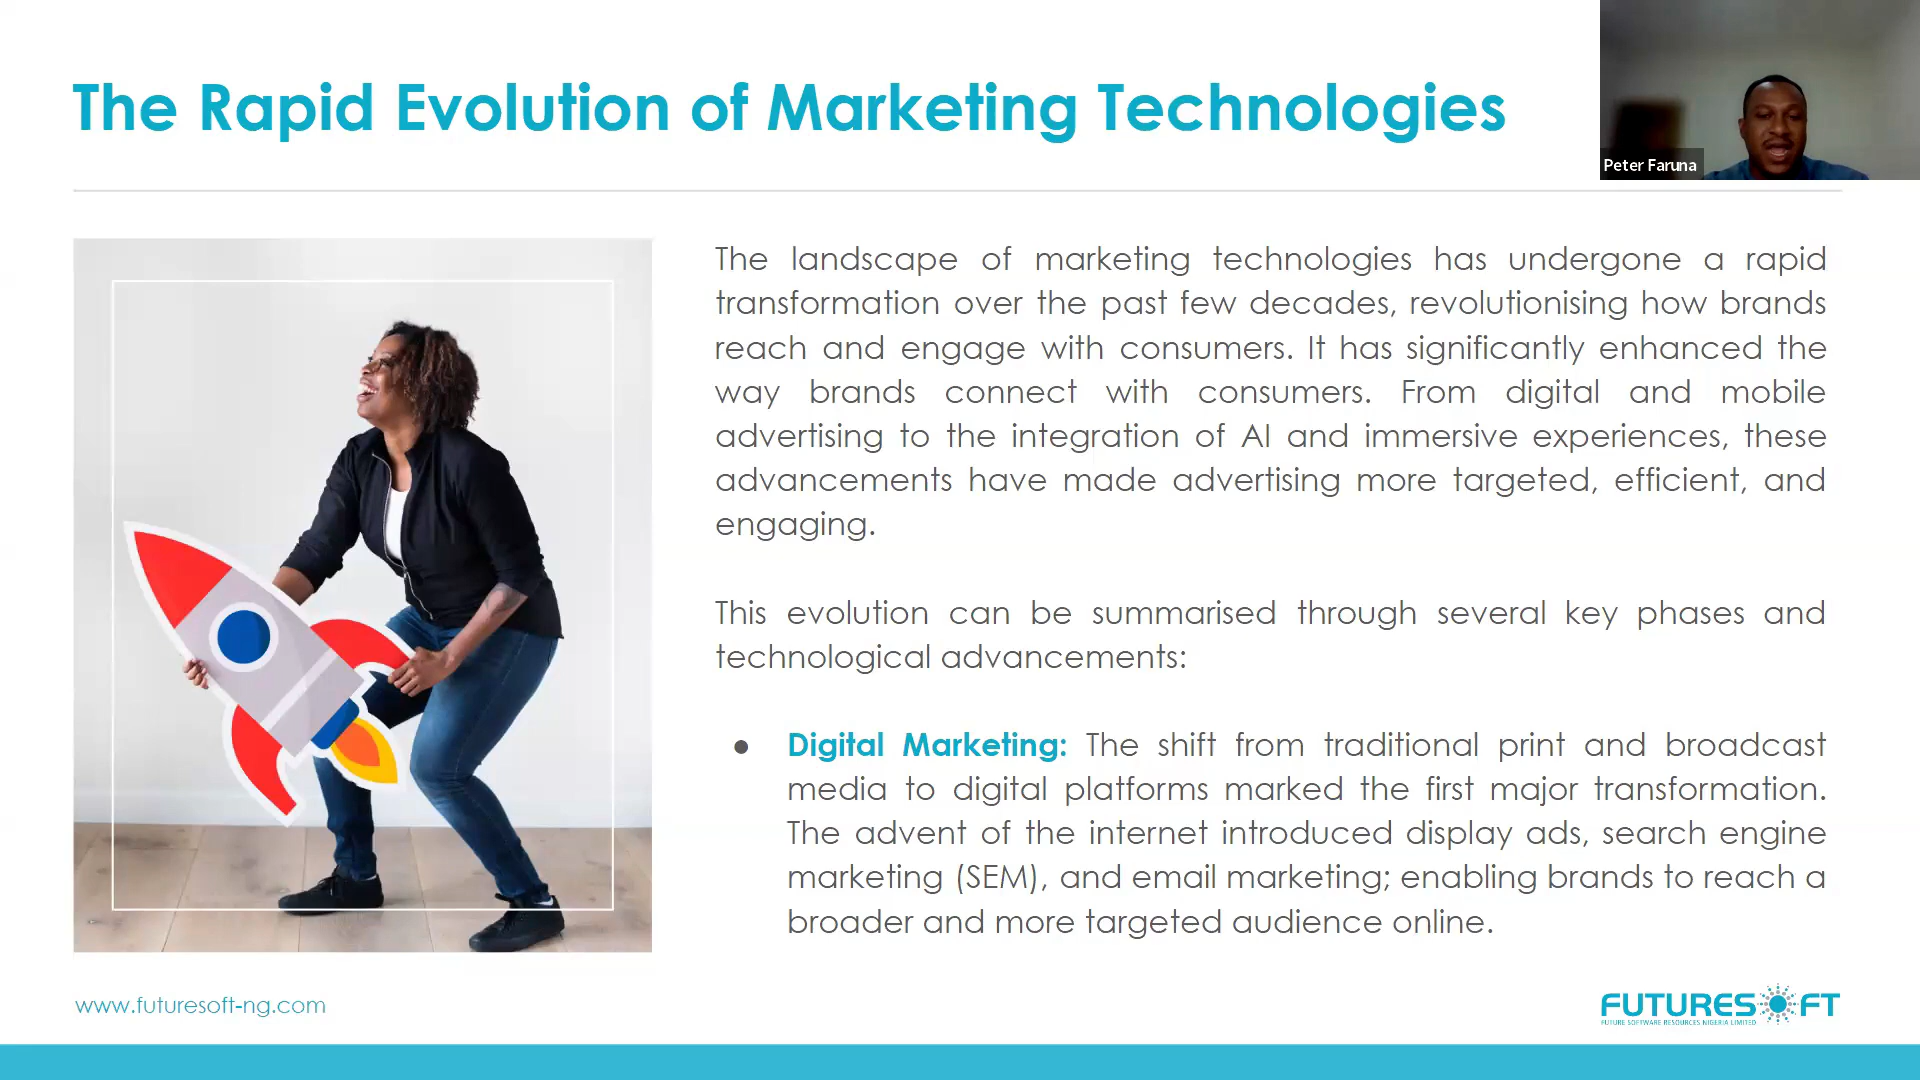 The Rapid Evolution of Marketing Technologies
Peter Faruna
The landscape of marketing technologies has undergone a rapid
transformation over the past few decades, revolutionising how brands
reach and engage with consumers. It has significantly enhanced the
way brands connect with consumers. From digital and mobile
advertising to the integration of AI and immersive experiences, these
advancements have made advertising more targeted, efficient, and
engaging.
This evolution can be summarised through several key phases and
technological advancements:
● Digital Marketing: The shift from traditional print and broadcast
media to digital platforms marked the first major transformation.
The advent of the internet introduced display ads, search engine
marketing (SEM), and email marketing; enabling brands to reach a
broader and more targeted audience online.
www.futuresoft-ng.com
FUTURESOFT
FUTURE SOFTWARE RESOURCES NIGERIA LIMITED